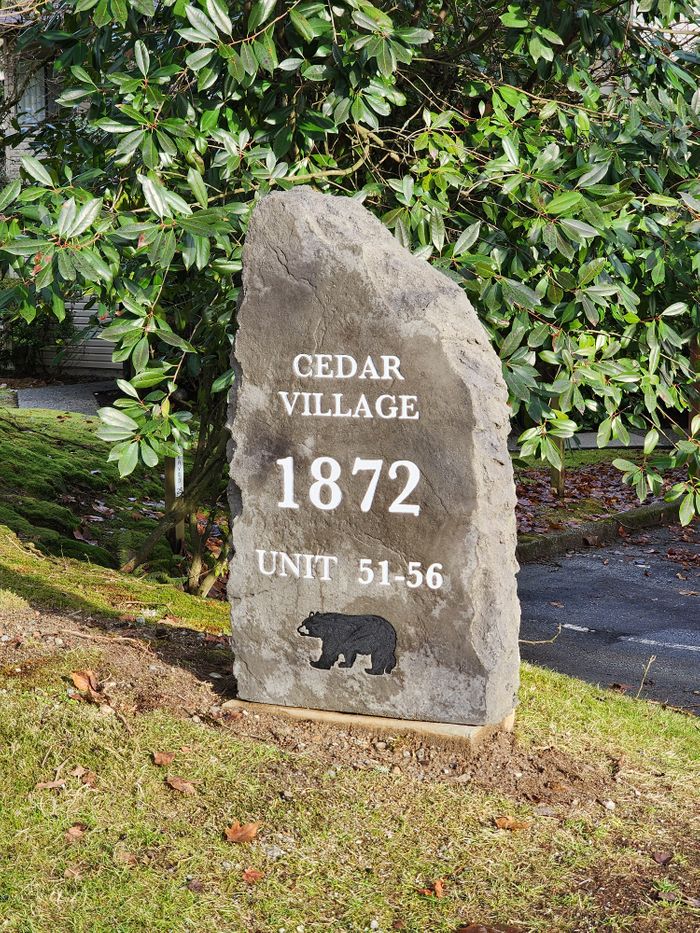 CEDAR
VILLAGE
1872
UNIT 51-56